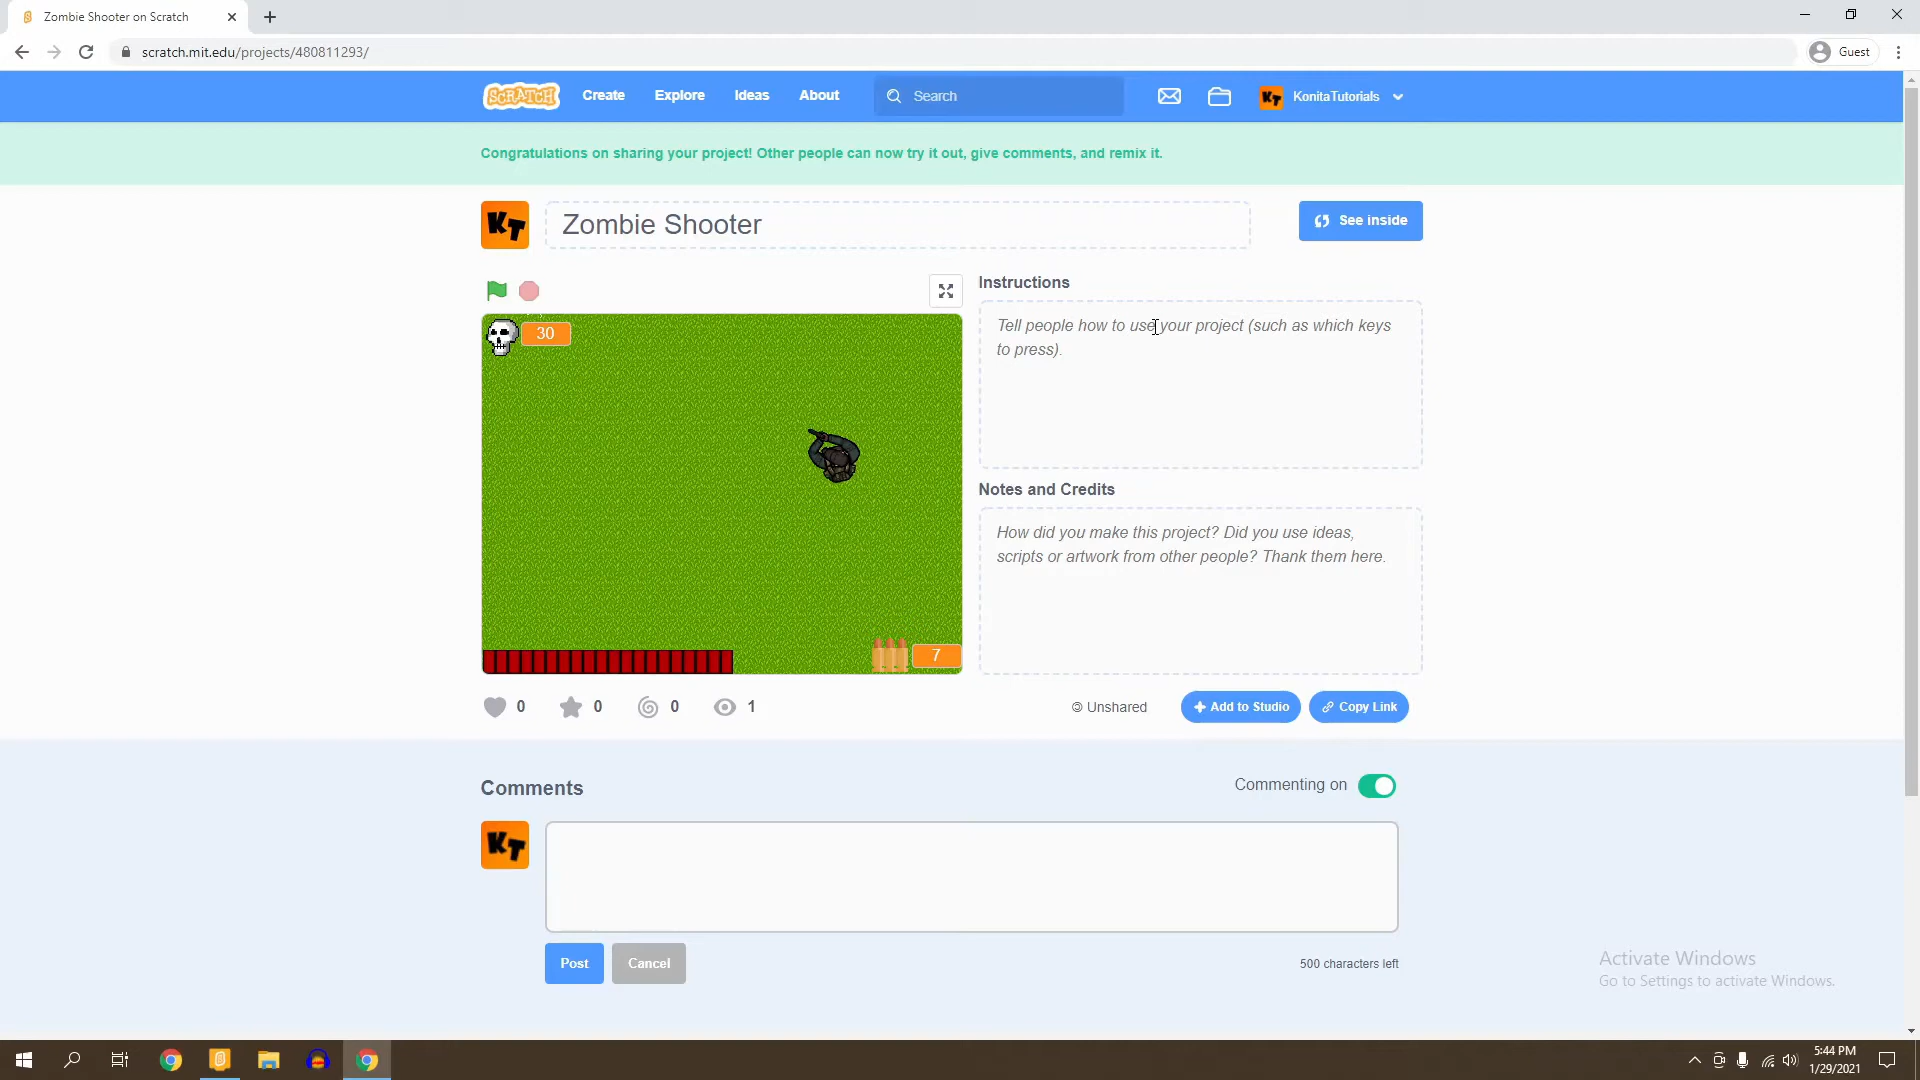 Zombie Shooter on Scratch
scratch.mit.edu/projects/480811293/
Guest
SCRATCH
Create
Explore
Ideas
About
Search
KT
KonitaTutorials
Congratulations on sharing your project! Other people can now try it out, give comments, and remix it.
KT
Zombie Shooter
See inside
Instructions
30
Tell people how to use your project (such as which keys
to press).
Notes and Credits
How did you make this project? Did you use ideas,
scripts or artwork from other people? Thank them here.
7
0
0
0
1
Unshared
Add to Studio
Copy Link
Comments
Commenting on
KT
Post
Cancel
500 characters left
Activate Windows
Go to Settings to activate Windows.
5:44 PM
1/29/2021